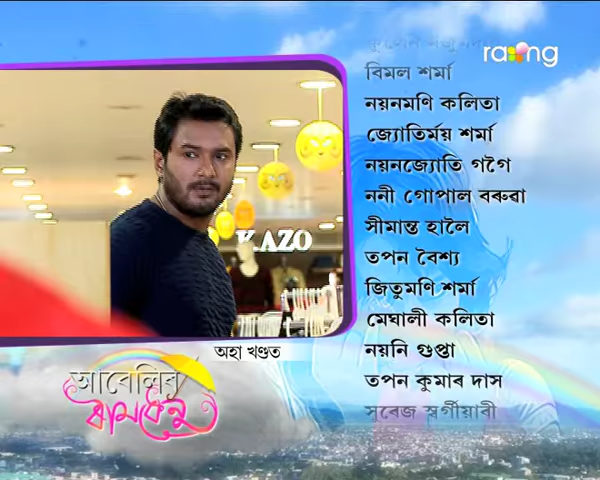 rang
বিমল শৰ্মা
নয়নমণি কলিতা
জ্যোতিৰ্ময় শৰ্মা
নয়নজ্যোতি গগৈ
ননী গোপাল বৰুৱা
সীমান্ত হালৈ
তপন বৈশ্য
জিতুমণি শৰ্মা
মেঘালী কলিতা
নয়নি গুপ্তা
তপন কুমাৰ দাস
সুৰেজ স্বৰ্গীয়াৰী
KAZO
অহা খণ্ডত
আবেলিৰ
ৰামধেনু